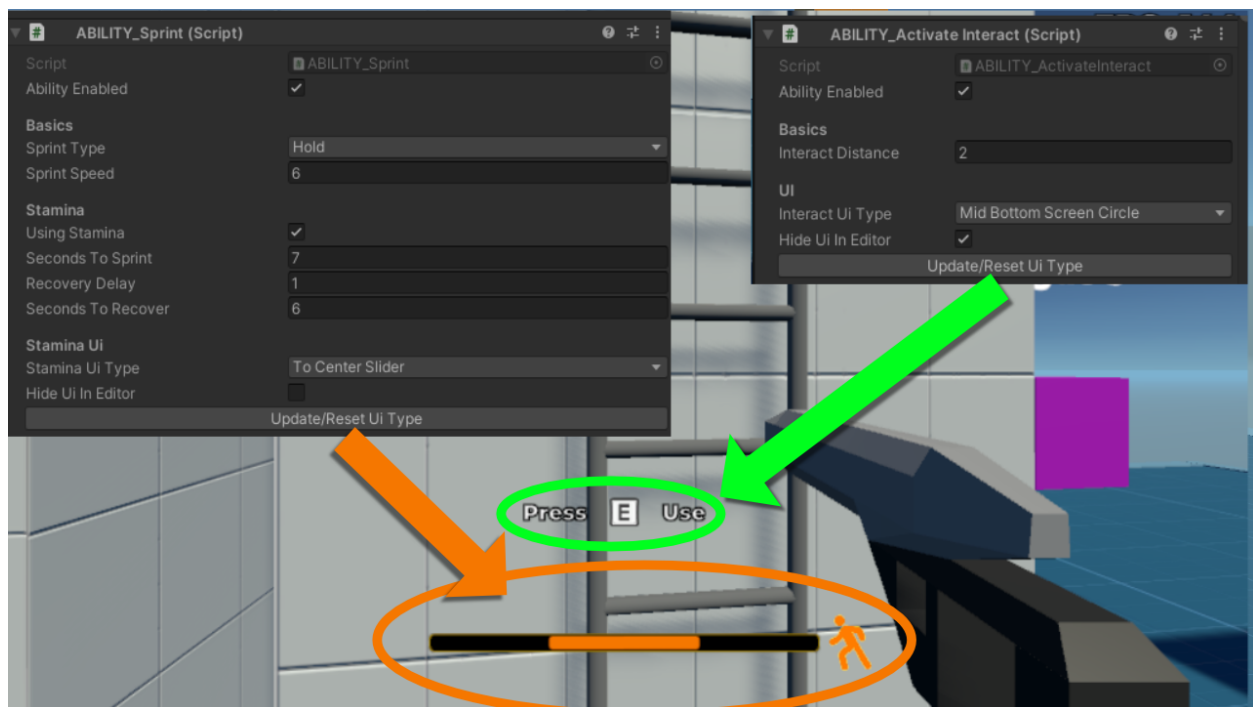 ABILITY_Sprint (Script)
Script ABILITY_Sprint
Ability Enabled
Basics
Sprint Type Hold
Sprint Speed 6
Stamina
Using Stamina
Seconds To Sprint 7
Recovery Delay 1
Seconds To Recover 6
Stamina Ui
Stamina Ui Type To Center Slider
Hide Ui In Editor
Update/Reset Ui Type
ABILITY_Activate Interact (Script)
Script ABILITY_ActivateInteract
Ability Enabled
Basics
Interact Distance 2
UI
Interact Ui Type Mid Bottom Screen Circle
Hide Ui In Editor
Update/Reset Ui Type
Press E Use